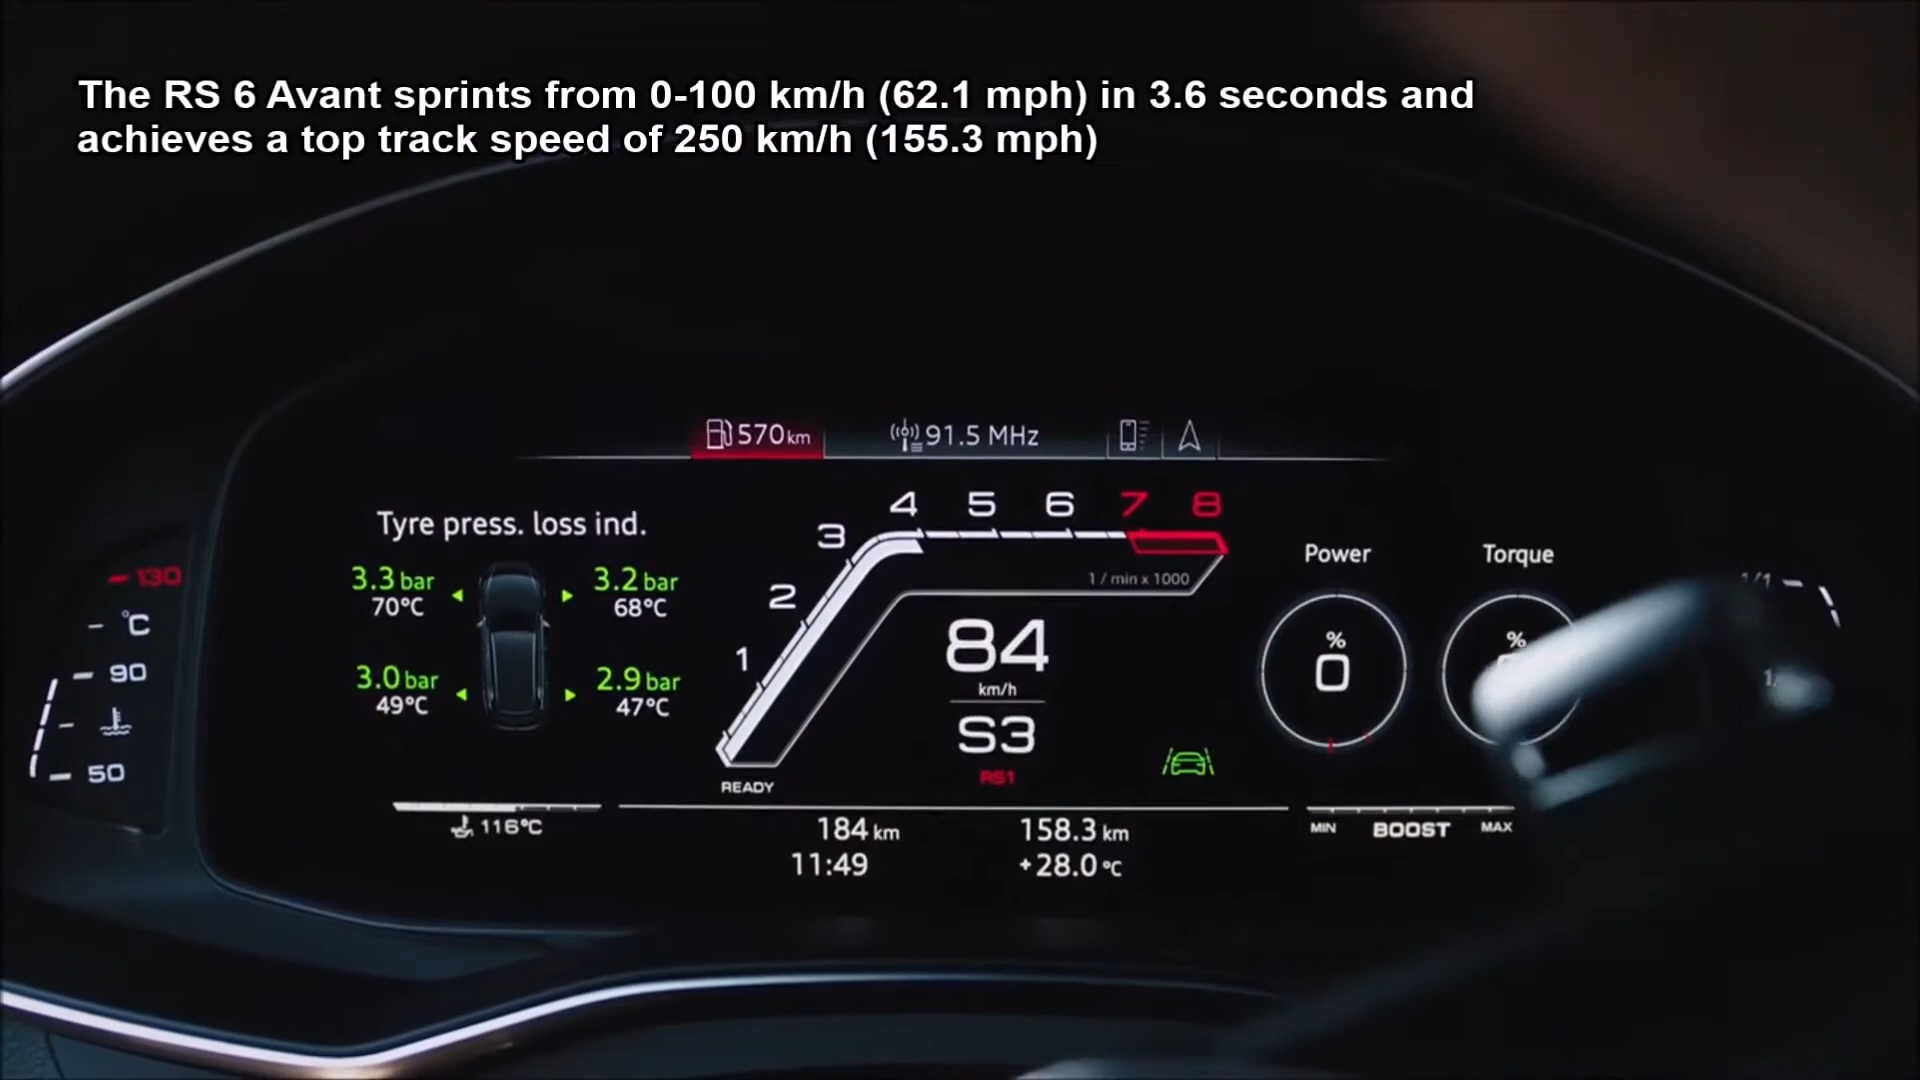 The RS 6 Avant sprints from 0-100 km/h (62.1 mph) in 3.6 seconds and
achieves a top track speed of 250 km/h (155.3 mph)
570 km
91.5 MHz
Tyre press. loss ind.
3.3 bar
70°C
3.2 bar
68°C
3.0 bar
49°C
2.9 bar
47°C
130
°C
90
50
1
2
3
4
5
6
7
8
1 / min x 1000
84
km/h
S3
RS1
READY
Power
%
0
Torque
%
1/1
116°C
184 km
158.3 km
11:49
+28.0 °C
MIN
BOOST
MAX